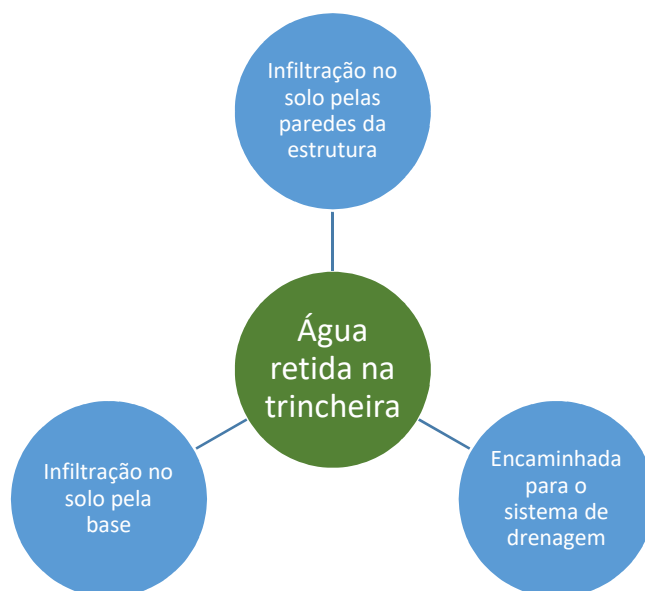 Infiltração no
solo pelas
paredes da
estrutura
Água
retida na
trincheira
Infiltração no
solo pela
base
Encaminhada
para o
sistema de
drenagem